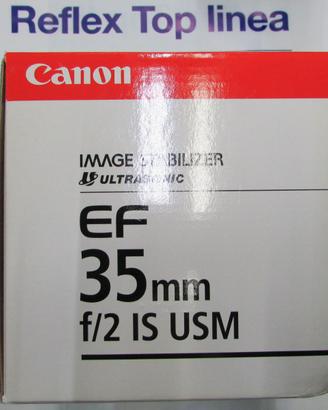 Reflex Top linea
Canon
IMAGE STABILIZER
ULTRASONIC
EF
35mm
f/2 IS USM